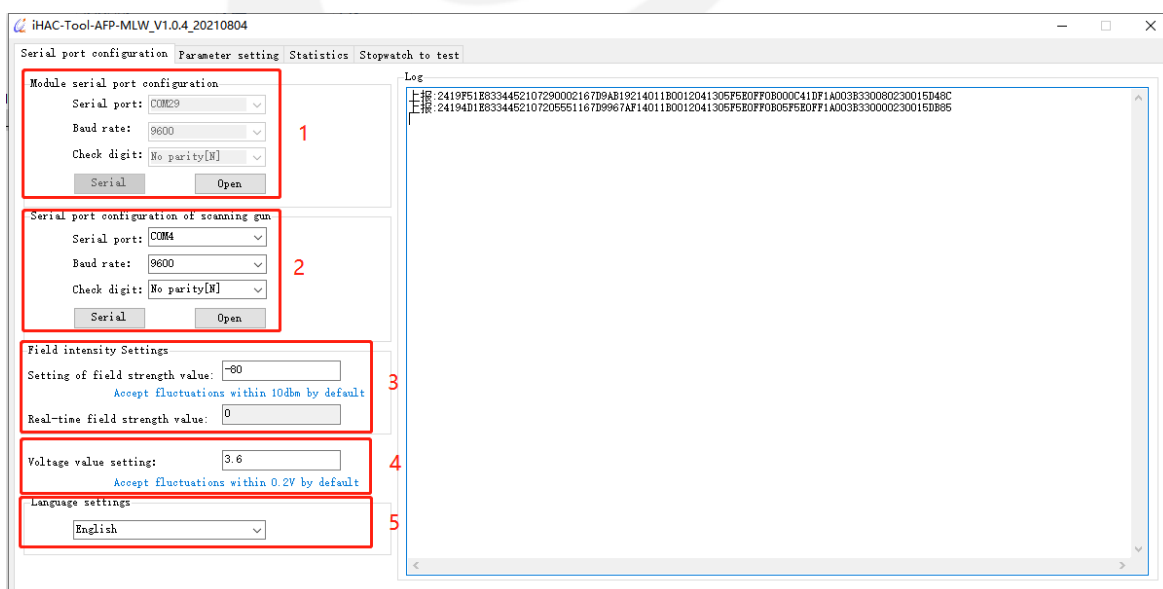 iHAC-Tool-AFP-MLW_V1.0.4_20210804
Serial port configuration Parameter setting Statistics Stopwatch to test
Module serial port configuration
Serial port: COM29
Baud rate: 9600
Check digit: No parity[N]
Serial Open
1
Serial port configuration of scanning gun
Serial port: COM4
Baud rate: 9600
Check digit: No parity[N]
Serial Open
2
Field intensity Settings
Setting of field strength value: -80
Accept fluctuations within 10dbm by default
Real-time field strength value: 0
3
Voltage value setting: 3.6
Accept fluctuations within 0.2V by default
4
Language settings
English
5
Log
上报:2419F51E8334452107290002167D9AB19214011B0012041305F5E0FF0B000C41DF1A003B330080230015D48C
上报:24194D1E8334452107205551167D9967AF14011B0012041305F5E0FF0B05F5E0FF1A003B330000230015DB85